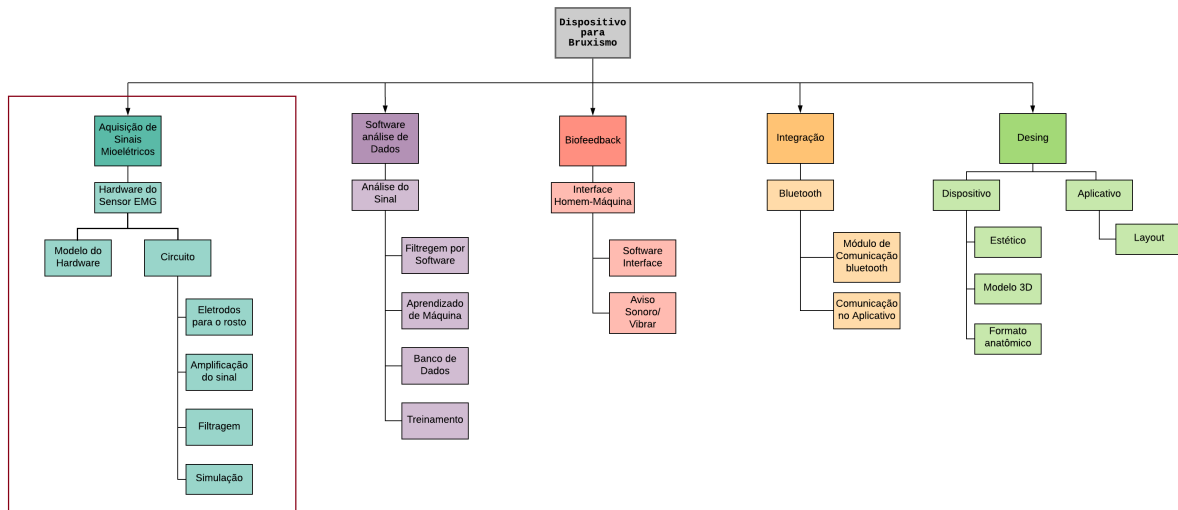 Dispositivo
para
Bruxismo
Aquisição de
Sinais
Mioelétricos
Hardware do
Sensor EMG
Modelo do
Hardware
Circuito
Eletrodos
para o rosto
Amplificação
do sinal
Filtragem
Simulação
Software
análise de
Dados
Análise do
Sinal
Filtregem por
Software
Aprendizado
de Máquina
Banco de
Dados
Treinamento
Biofeedback
Interface
Homem-Máquina
Software
Interface
Aviso
Sonoro/
Vibrar
Integração
Bluetooth
Módulo de
Comunicação
bluetooth
Comunicação
no Aplicativo
Desing
Dispositivo
Estético
Modelo 3D
Formato
anatômico
Aplicativo
Layout